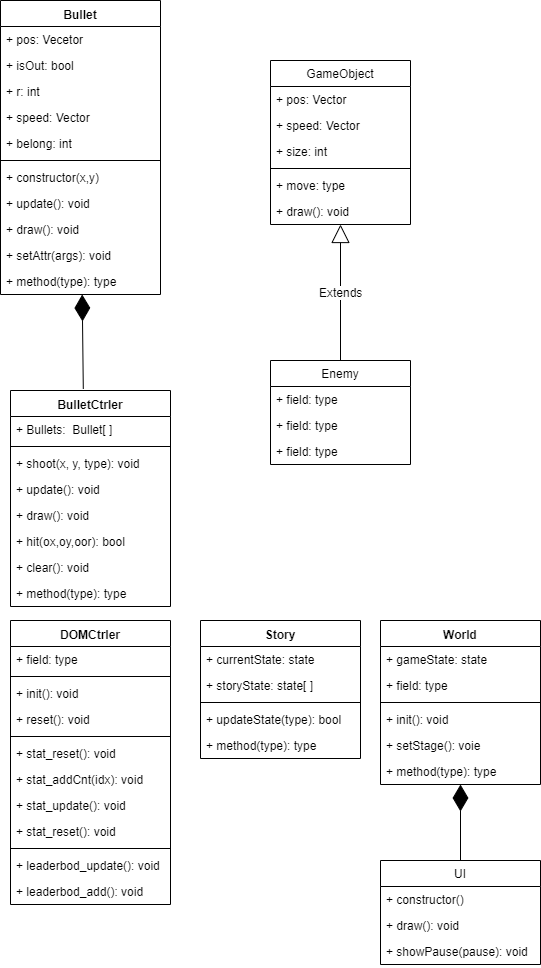 Bullet
+ pos: Vecetor
+ isOut: bool
+ r: int
+ speed: Vector
+ belong: int
+ constructor(x,y)
+ update(): void
+ draw(): void
+ setAttr(args): void
+ method(type): type
GameObject
+ pos: Vector
+ speed: Vector
+ size: int
+ move: type
+ draw(): void
Extends
Enemy
+ field: type
+ field: type
+ field: type
BulletCtrler
+ Bullets:  Bullet[ ]
+ shoot(x, y, type): void
+ update(): void
+ draw(): void
+ hit(ox,oy,oor): bool
+ clear(): void
+ method(type): type
DOMCtrler
+ field: type
+ init(): void
+ reset(): void
+ stat_reset(): void
+ stat_addCnt(idx): void
+ stat_update(): void
+ stat_reset(): void
+ leaderbod_update(): void
+ leaderbod_add(): void
Story
+ currentState: state
+ storyState: state[ ]
+ updateState(type): bool
+ method(type): type
World
+ gameState: state
+ field: type
+ init(): void
+ setStage(): voie
+ method(type): type
UI
+ constructor()
+ draw(): void
+ showPause(pause): void